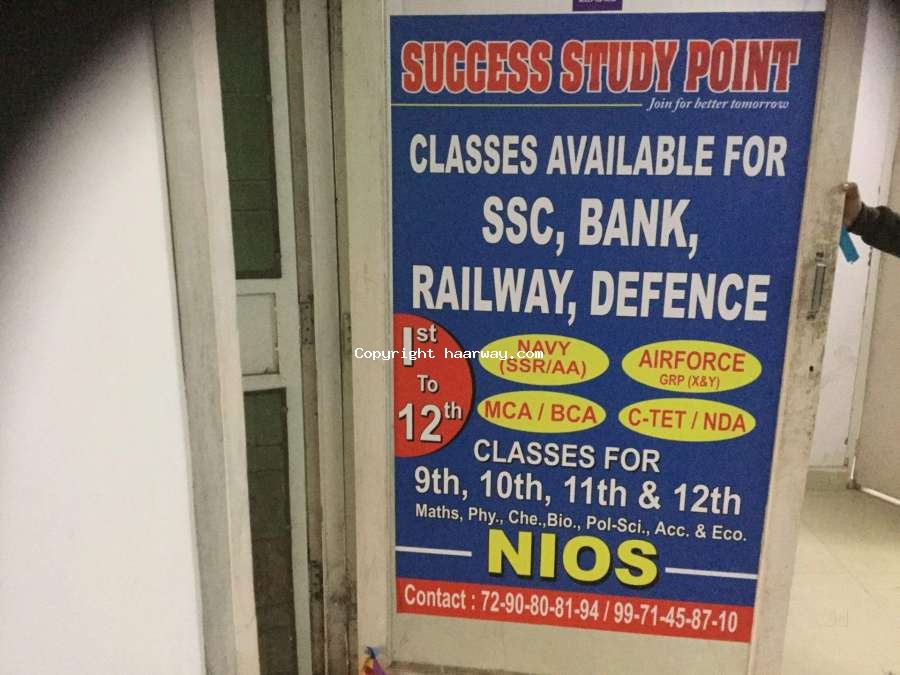 SUCCESS STUDY POINT
Join for better tomorrow
CLASSES AVAILABLE FOR
SSC, BANK,
RAILWAY, DEFENCE
1st
To
12th
NAVY
(SSR/AA)
AIRFORCE
GRP (X&Y)
MCA / BCA
C-TET / NDA
Copyright haarway.com
CLASSES FOR
9th, 10th, 11th & 12th
Maths, Phy., Che.,Bio., Pol-Sci., Acc. & Eco.
NIOS
Contact : 72-90-80-81-94 / 99-71-45-87-10